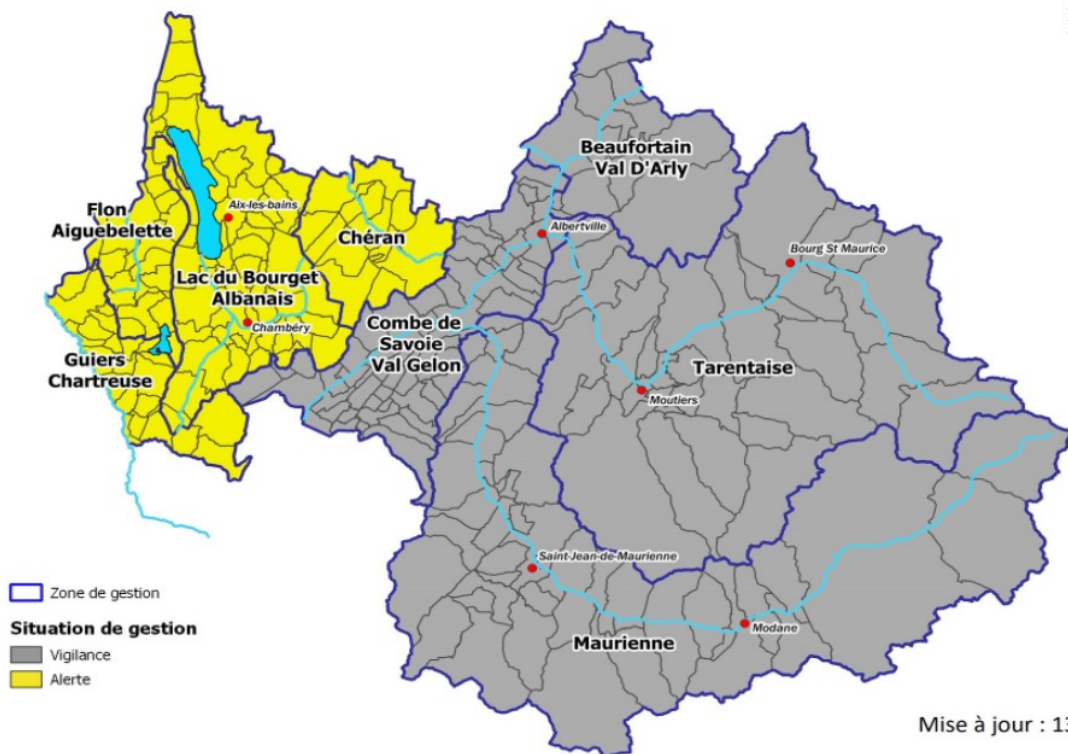 Beaufortain
Val D'Arly
Flon
Aiguebelette
Aix-les-bains
Chéran
Albertville
Bourg St Maurice
Lac du Bourget
Albanais
Chambéry
Combe de
Savoie
Val Gelon
Guiers
Chartreuse
Tarentaise
Moutiers
Saint-Jean-de-Maurienne
Modane
Maurienne
Zone de gestion
Situation de gestion
Vigilance
Alerte
Mise à jour : 13